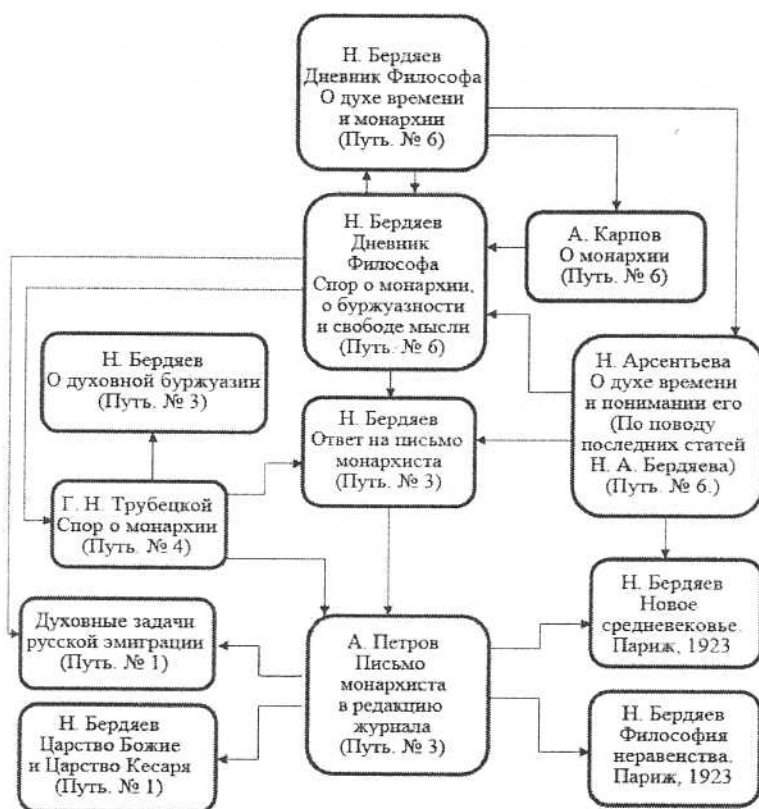 Н. Бердяев
Дневник Философа
О духе времени
и монархии
(Путь. № 6)
Н. Бердяев
Дневник
Философа
Спор о монархии,
о буржуазности
и свободе мысли
(Путь. № 6)
А. Карпов
О монархии
(Путь. № 6)
Н. Бердяев
О духовной буржуазии
(Путь. № 3)
Н. Бердяев
Ответ на письмо
монархиста
(Путь. № 3)
Н. Арсентьева
О духе времени
и понимании его
(По поводу
последних статей
Н. А. Бердяева)
(Путь. № 6.)
Г. Н. Трубецкой
Спор о монархии
(Путь. № 4)
Духовные задачи
русской эмиграции
(Путь. № 1)
А. Петров
Письмо
монархиста
в редакцию
журнала
(Путь. № 3)
Н. Бердяев
Новое
средневековье.
Париж, 1923
Н. Бердяев
Царство Божие
и Царство Кесаря
(Путь. № 1)
Н. Бердяев
Философия
неравенства.
Париж, 1923